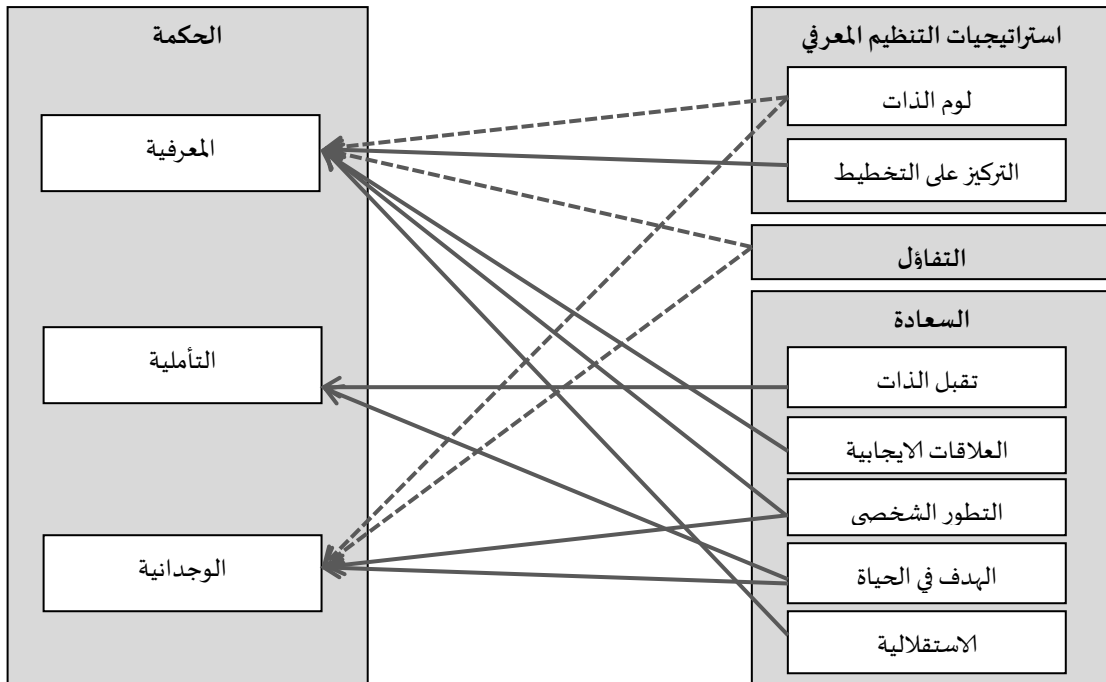 استراتيجيات التنظيم المعرفي
لوم الذات
التركيز على التخطيط
التفاؤل
السعادة
تقبل الذات
العلاقات الايجابية
التطور الشخصي
الهدف في الحياة
الاستقلالية
الحكمة
المعرفية
التأملية
الوجدانية